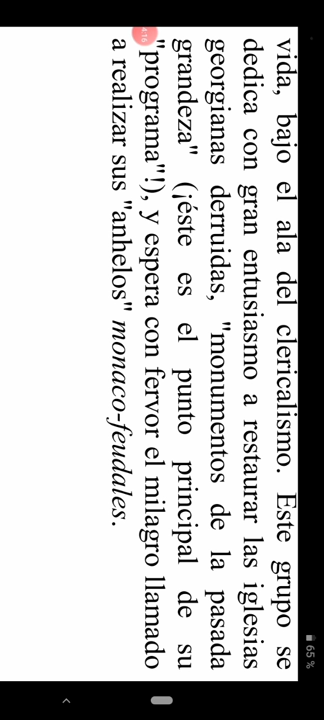 vida, bajo el ala del clericalismo. Este grupo se
dedica con gran entusiasmo a restaurar las iglesias
georgianas derruidas, "monumentos de la pasada
grandeza" (¡éste es el punto principal de su
"programa"!), y espera con fervor el milagro llamado
a realizar sus "anhelos" monaco-feudales.
65 %
4:18